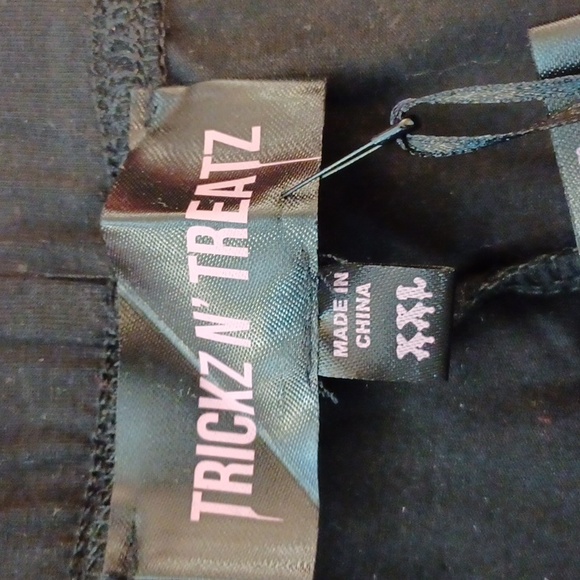 TRICKZ N' TREATZ
MADE IN
CHINA
XXL